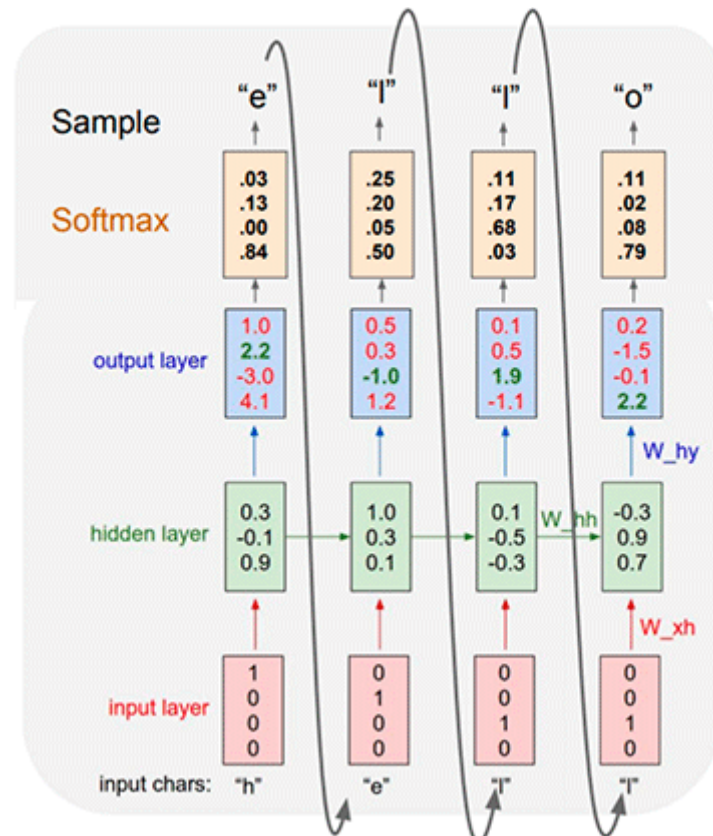 “e” “l” “l” “o”
Sample
.03 .25 .11 .11
.13 .20 .17 .02
Softmax
.00 .05 .68 .08
.84 .50 .03 .79
1.0 0.5 0.1 0.2
2.2 0.3 0.5 -1.5
output layer
-3.0 -1.0 1.9 -0.1
4.1 1.2 -1.1 2.2
W_hy
0.3 1.0 0.1 -0.3
hidden layer -0.1 0.3 -0.5 W_hh 0.9
0.9 0.1 -0.3 0.7
W_xh
1 0 0 0
0 1 0 0
input layer
0 0 1 1
0 0 0 0
input chars: “h” “e” “l” “l”